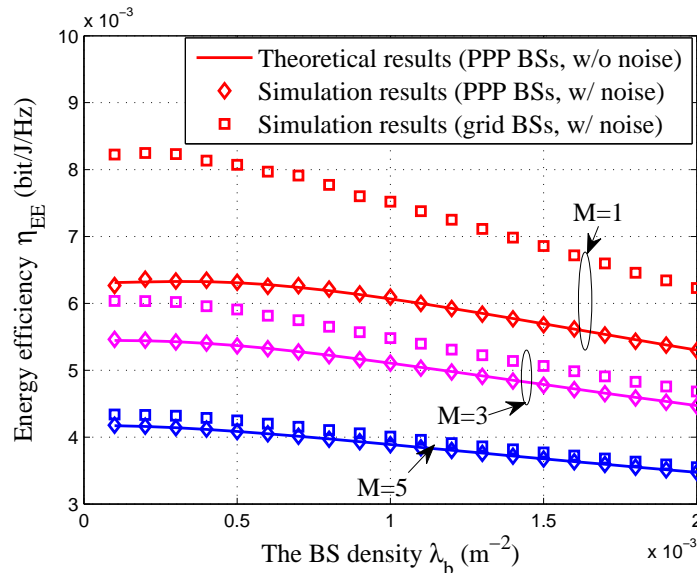 × 10⁻³
10
9
8
7
6
5
4
3
Energy efficiency η_EE (bit/J/Hz)
Theoretical results (PPP BSs, w/o noise)
Simulation results (PPP BSs, w/ noise)
Simulation results (grid BSs, w/ noise)
M=1
M=3
M=5
0 0.5 1 1.5 2
× 10⁻³
The BS density λ_b (m⁻²)